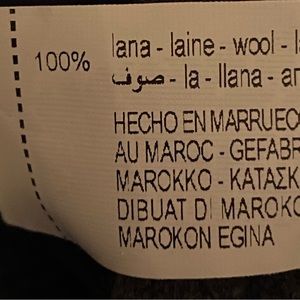 100% lana - laine - wool -
صوف - la - llana -
HECHO EN MARRUEC
AU MAROC - GEFABR
MAROKKO - ΚΑΤΑΣΚ
DIBUAT DI MAROKO
MAROKON EGINA